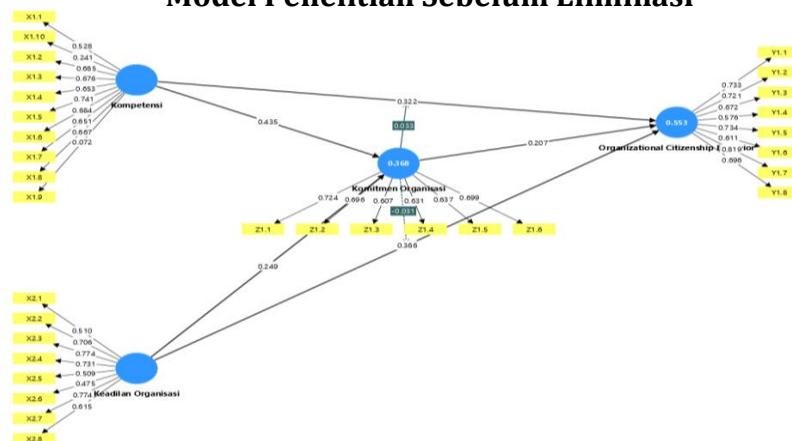 Model Penelitian Sebelum Eliminasi
X1.1
X1.10
X1.2
X1.3
X1.4
X1.5
X1.6
X1.7
X1.8
X1.9
0.528
0.241
0.665
0.676
0.653
0.741
0.684
0.651
0.667
0.072
Kompetensi
0.322
0.435
0.033
0.207
0.368
Komitmen Organisasi
0.724
0.696
0.607
0.631
0.637
0.699
-0.031
Z1.1
Z1.2
Z1.3
Z1.4
Z1.5
Z1.6
0.366
0.249
0.553
Organizational Citizenship
0.733
0.721
0.672
0.576
0.734
0.611
0.819
0.696
Y1.1
Y1.2
Y1.3
Y1.4
Y1.5
Y1.6
Y1.7
Y1.8
X2.1
X2.2
X2.3
X2.4
X2.5
X2.6
X2.7
X2.8
0.510
0.706
0.774
0.731
0.509
0.475
0.774
0.615
Keadilan Organisasi